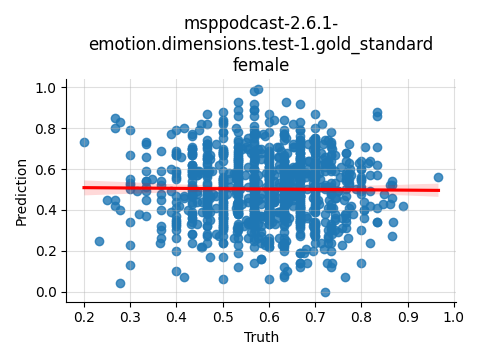 msppodcast-2.6.1-
emotion.dimensions.test-1.gold_standard
female
1.0
0.8
0.6
0.4
0.2
0.0
Prediction
0.2 0.3 0.4 0.5 0.6 0.7 0.8 0.9 1.0
Truth